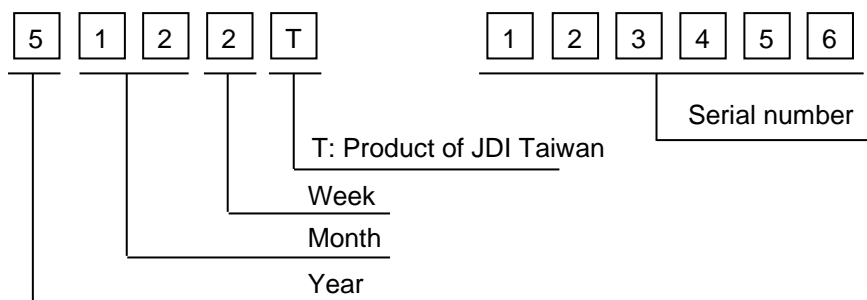 5 1 2 2 T 1 2 3 4 5 6
Serial number
T: Product of JDI Taiwan
Week
Month
Year